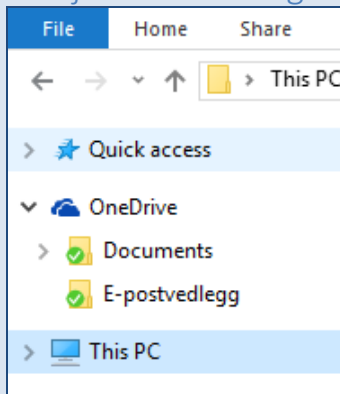 File Home Share
This PC
Quick access
OneDrive
Documents
E-postvedlegg
This PC